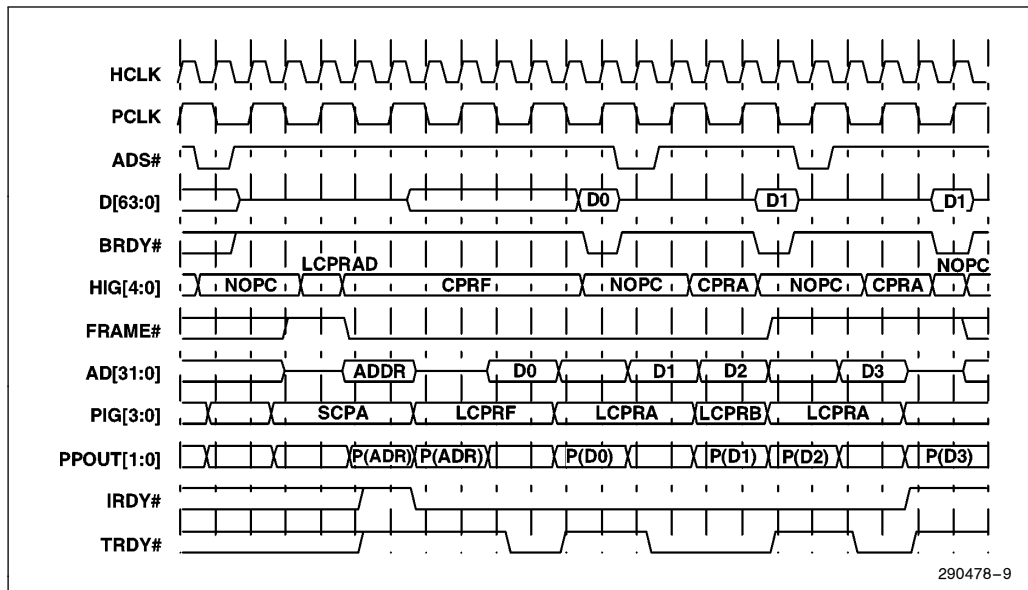 HCLK
PCLK
ADS#
D[63:0] D0 D1 D1
BRDY#
LCPRAD NOPC
HIG[4:0] NOPC CPRF NOPC CPRA NOPC CPRA
FRAME#
AD[31:0] ADDR D0 D1 D2 D3
PIG[3:0] SCPA LCPRF LCPRA LCPRB LCPRA
PPOUT[1:0] P(ADR) P(ADR) P(D0) P(D1) P(D2) P(D3)
IRDY#
TRDY#
290478–9